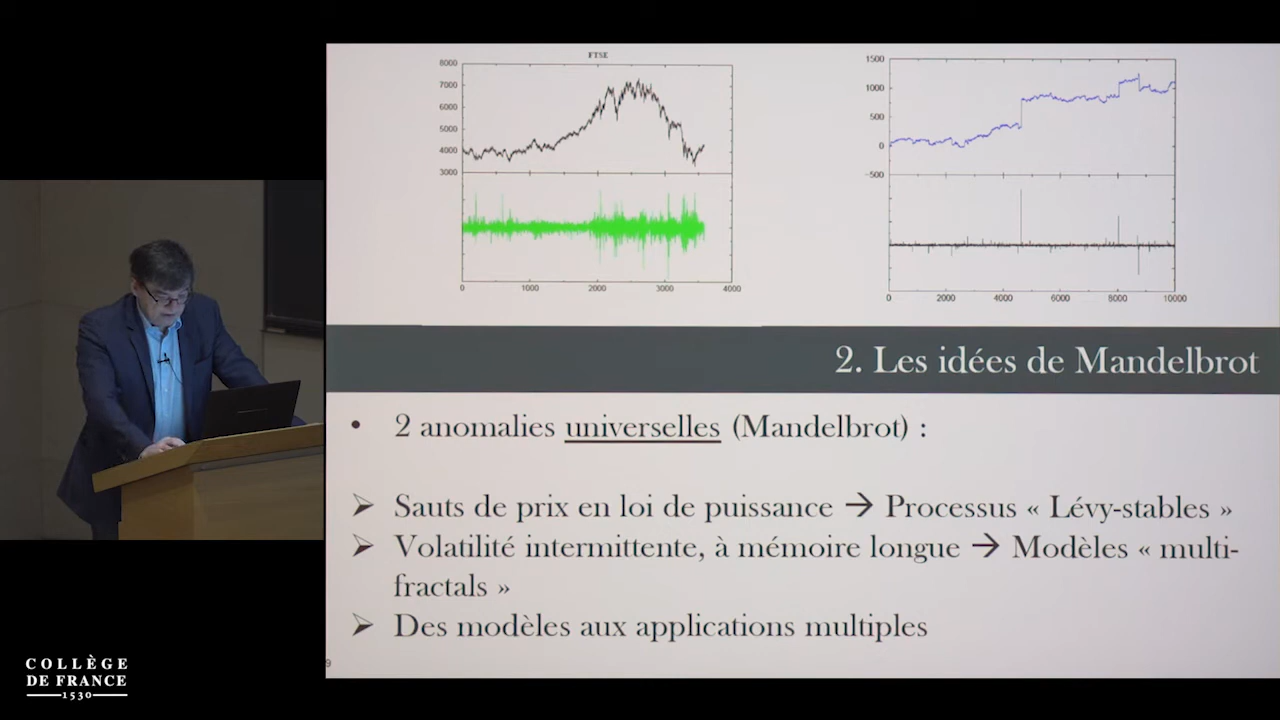 FTSE
8000
7000
6000
5000
4000
3000
0 1000 2000 3000 4000
1500
1000
500
0
-500
0 2000 4000 6000 8000 10000
2. Les idées de Mandelbrot
• 2 anomalies universelles (Mandelbrot) :
➢ Sauts de prix en loi de puissance → Processus « Lévy-stables »
➢ Volatilité intermittente, à mémoire longue → Modèles « multi-
fractals »
➢ Des modèles aux applications multiples
9
COLLÈGE
DE FRANCE
1530